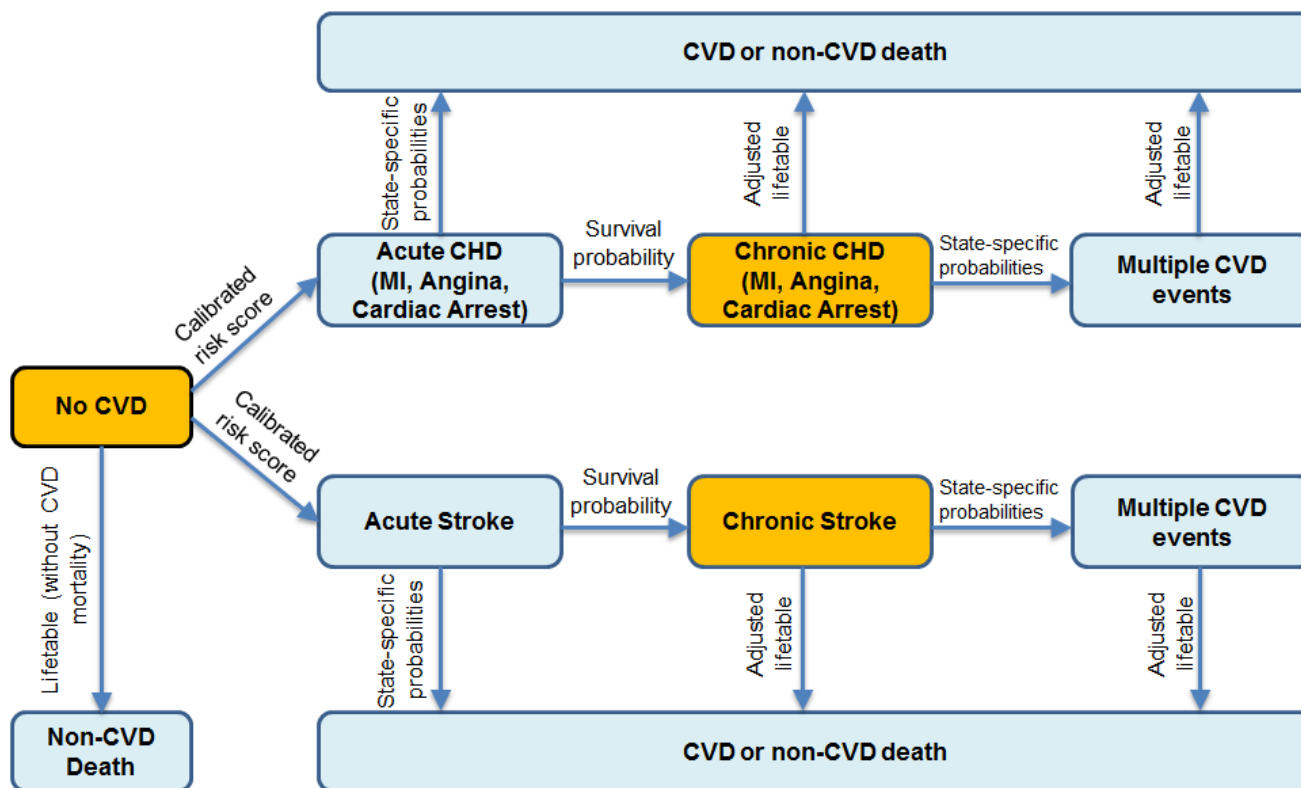 CVD or non-CVD death
State-specific
probabilities
Adjusted
lifetable
Adjusted
lifetable
Acute CHD
(MI, Angina,
Cardiac Arrest)
Survival
probability
Chronic CHD
(MI, Angina,
Cardiac Arrest)
State-specific
probabilities
Multiple CVD
events
Calibrated
risk score
No CVD
Calibrated
risk score
Lifetable (without CVD
mortality)
Acute Stroke
Survival
probability
Chronic Stroke
State-specific
probabilities
Multiple CVD
events
State-specific
probabilities
Adjusted
lifetable
Adjusted
lifetable
Non-CVD
Death
CVD or non-CVD death